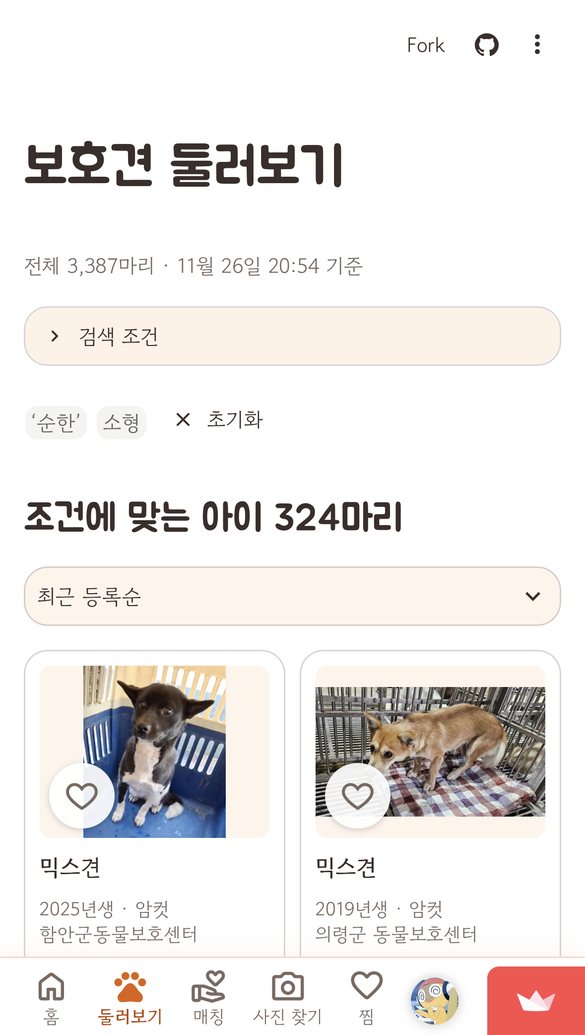 Fork
보호견 둘러보기
전체 3,387마리 · 11월 26일 20:54 기준
검색 조건
‘순한’ 소형 × 초기화
조건에 맞는 아이 324마리
최근 등록순
믹스견 믹스견
2025년생 · 암컷 2019년생 · 암컷
함안군동물보호센터 의령군 동물보호센터
홈 둘러보기 매칭 사진 찾기 찜